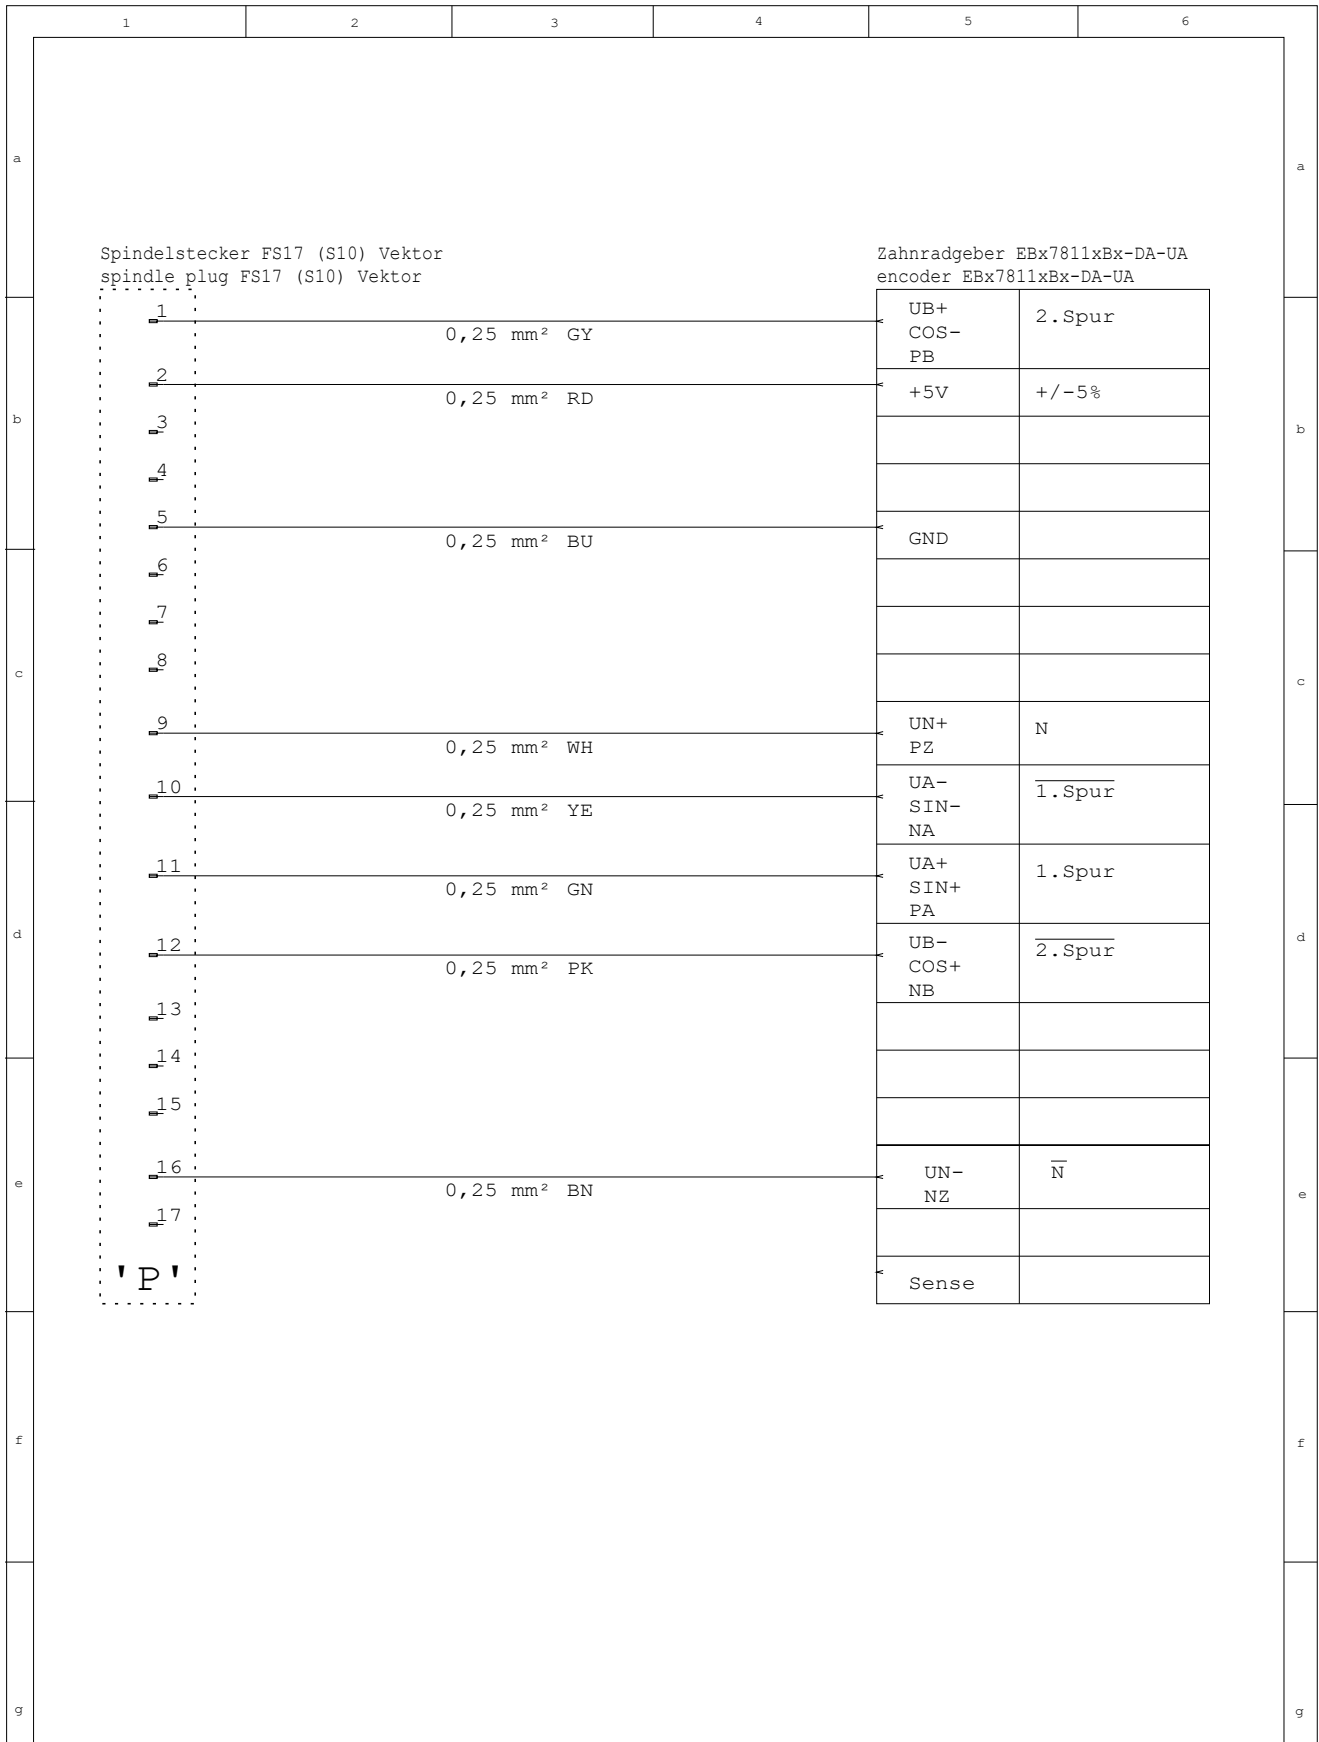 1 2 3 4 5 6
a a
Spindelstecker FS17 (S10) Vektor
spindle plug FS17 (S10) Vektor
Zahnradgeber EBx7811xBx-DA-UA
encoder EBx7811xBx-DA-UA
1
0,25 mm² GY
UB+
COS-
PB
2.Spur
2
0,25 mm² RD
+5V
+/-5%
b b
3
4
5
0,25 mm² BU
GND
6
7
8
c c
9
0,25 mm² WH
UN+
PZ
N
10
0,25 mm² YE
UA-
SIN-
NA
1.Spur
11
0,25 mm² GN
UA+
SIN+
PA
1.Spur
d d
12
0,25 mm² PK
UB-
COS+
NB
2.Spur
13
14
15
16
0,25 mm² BN
UN-
NZ
N
e e
17
'P'
Sense
f f
g g